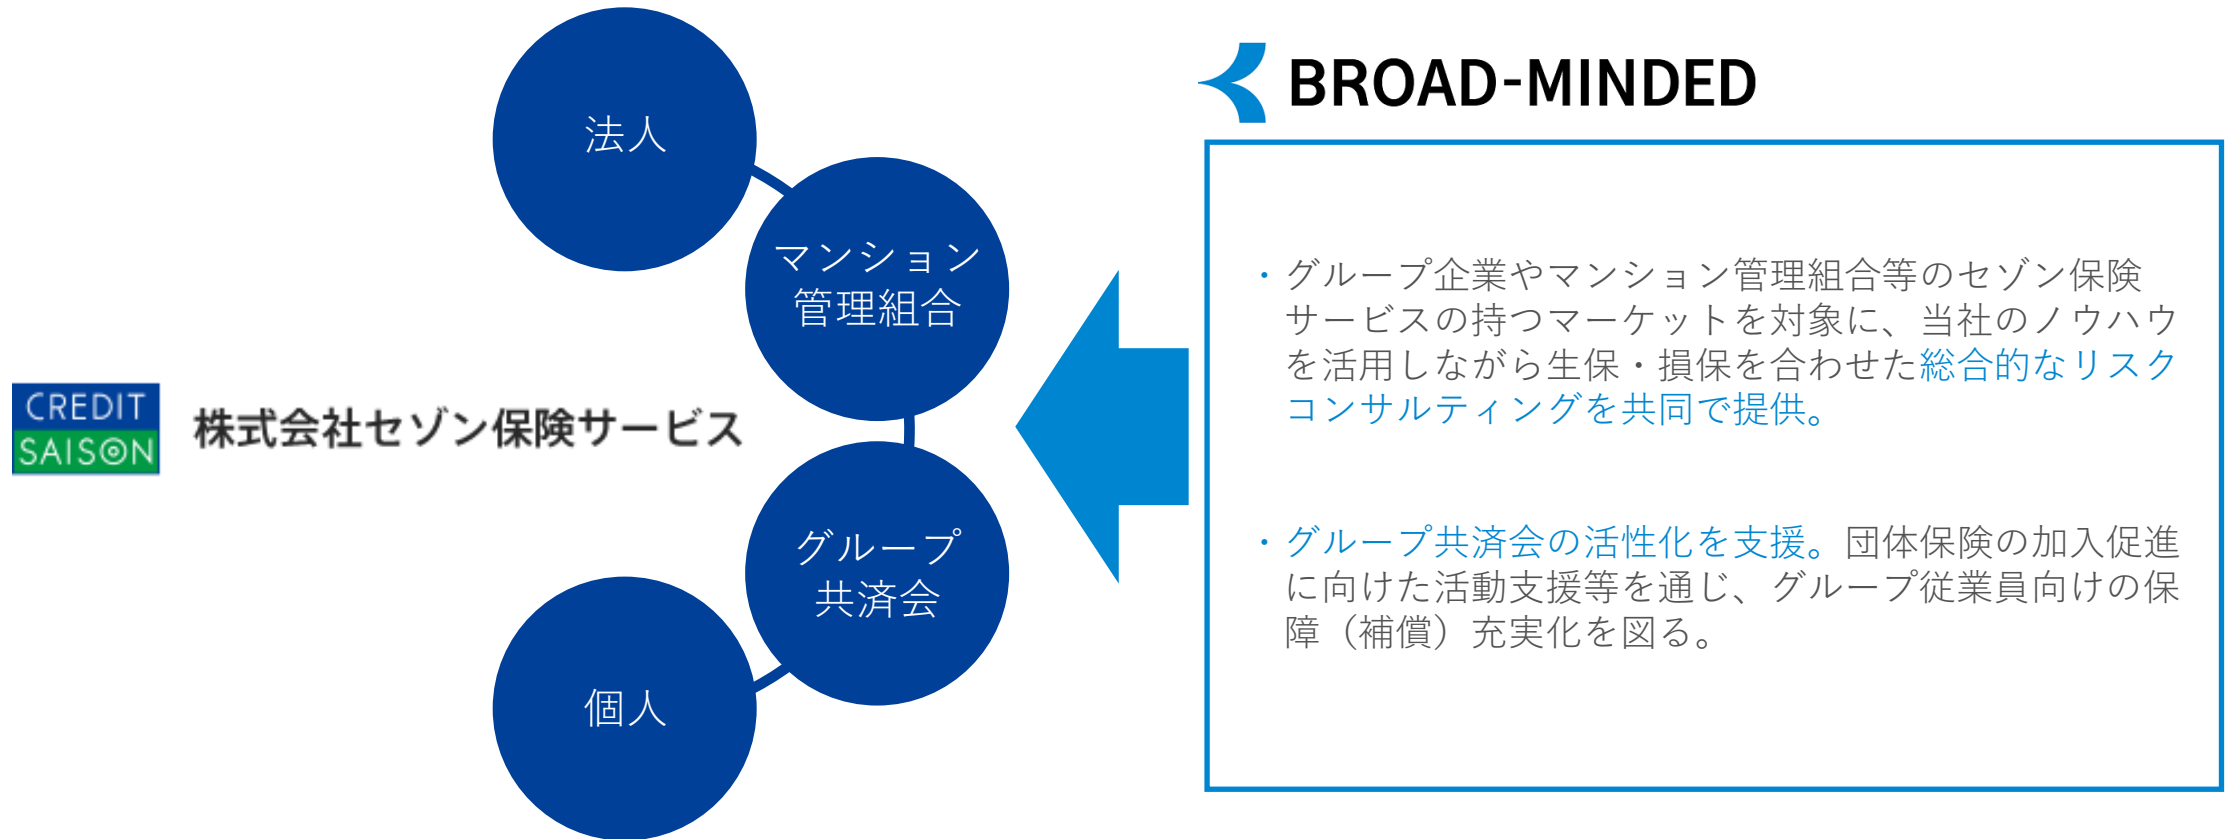 CREDIT
SAISON
株式会社セゾン保険サービス
法人
マンション
管理組合
グループ
共済会
個人
BROAD-MINDED
・グループ企業やマンション管理組合等のセゾン保険
サービスの持つマーケットを対象に、当社のノウハウ
を活用しながら生保・損保を合わせた総合的なリスク
コンサルティングを共同で提供。
・グループ共済会の活性化を支援。団体保険の加入促進
に向けた活動支援等を通じ、グループ従業員向けの保
障（補償）充実化を図る。